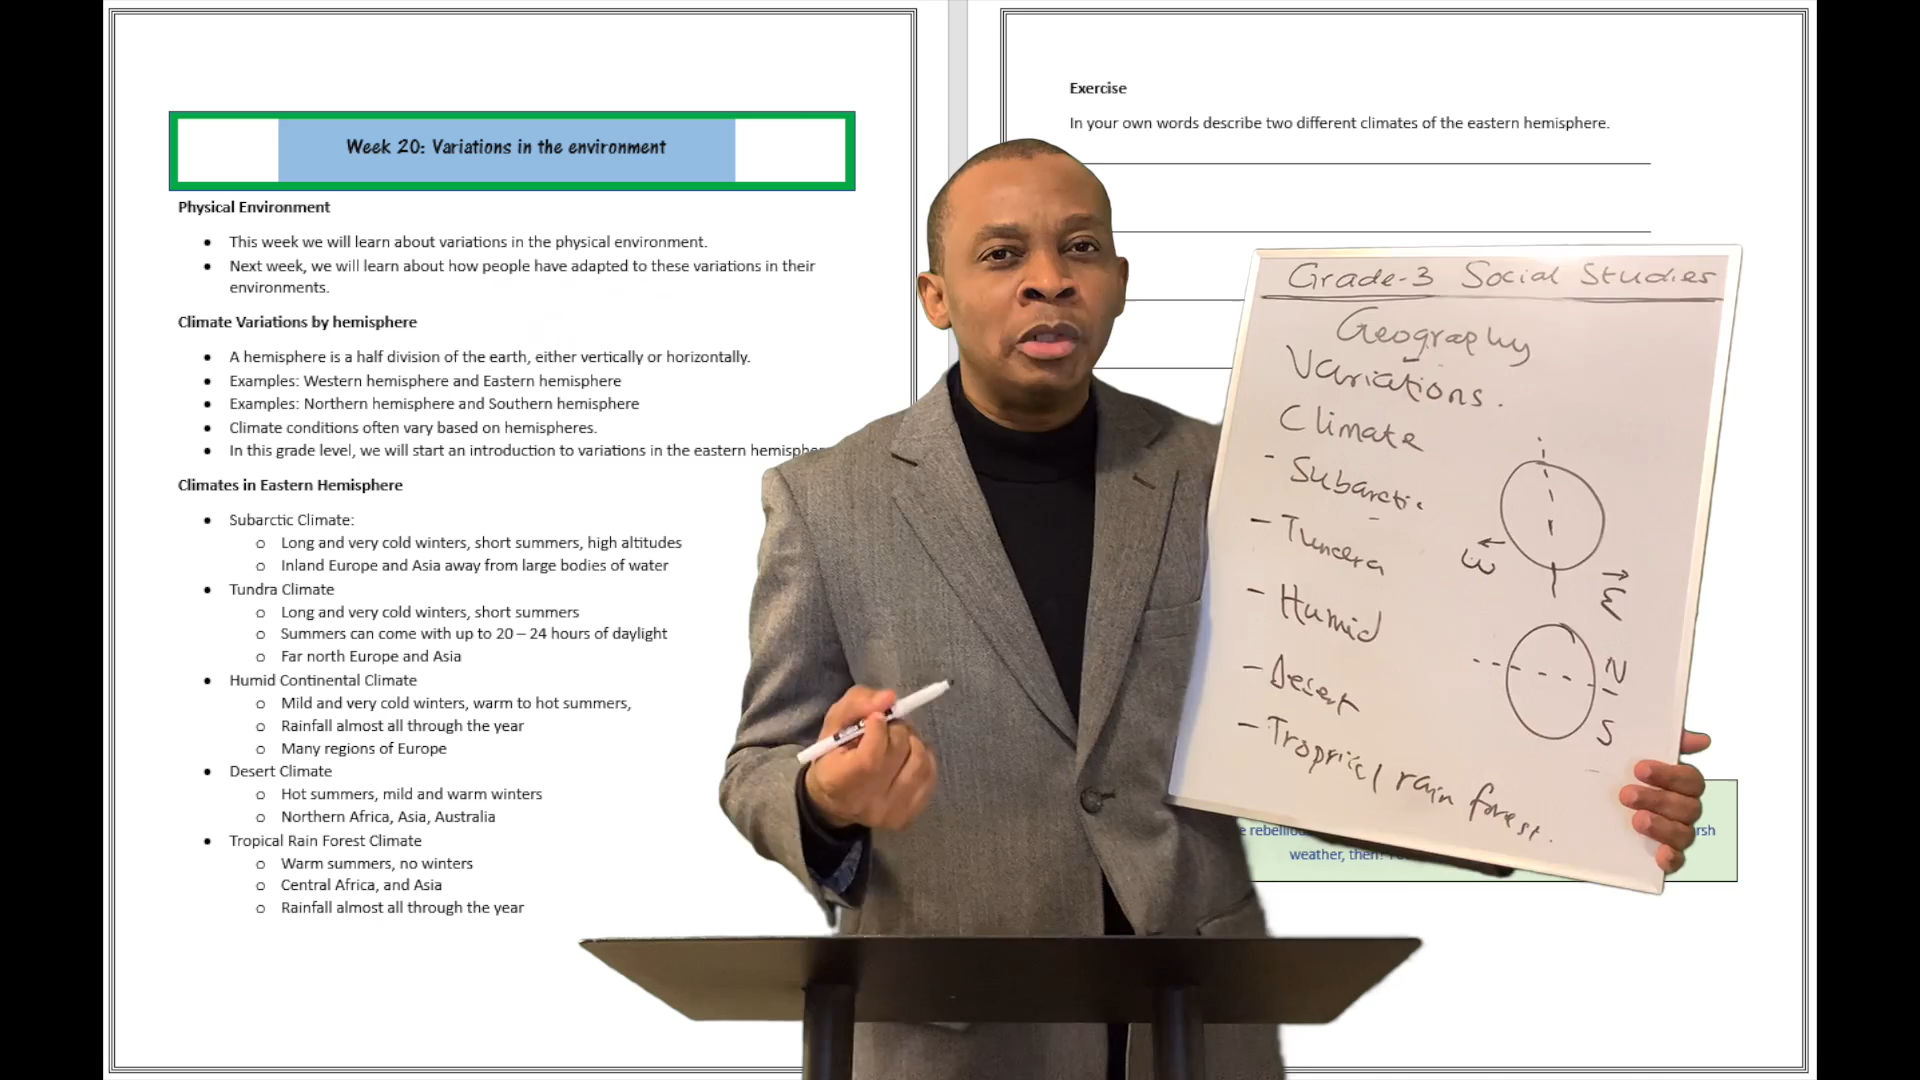 Week 20: Variations in the environment
Physical Environment
• This week we will learn about variations in the physical environment.
• Next week, we will learn about how people have adapted to these variations in their
environments.
Climate Variations by hemisphere
• A hemisphere is a half division of the earth, either vertically or horizontally.
• Examples: Western hemisphere and Eastern hemisphere
• Examples: Northern hemisphere and Southern hemisphere
• Climate conditions often vary based on hemispheres.
• In this grade level, we will start an introduction to variations in the eastern hemispher
Climates in Eastern Hemisphere
• Subarctic Climate:
o Long and very cold winters, short summers, high altitudes
o Inland Europe and Asia away from large bodies of water
• Tundra Climate
o Long and very cold winters, short summers
o Summers can come with up to 20 – 24 hours of daylight
o Far north Europe and Asia
• Humid Continental Climate
o Mild and very cold winters, warm to hot summers,
o Rainfall almost all through the year
o Many regions of Europe
• Desert Climate
o Hot summers, mild and warm winters
o Northern Africa, Asia, Australia
• Tropical Rain Forest Climate
o Warm summers, no winters
o Central Africa, and Asia
o Rainfall almost all through the year
Exercise
In your own words describe two different climates of the eastern hemisphere.
Grade-3 Social Studies
Geography
Variations.
Climate
- Subarctic
- Tundra
- Humid
- Desert
- Tropical rain forest.
W
E
N
S
weather, then?